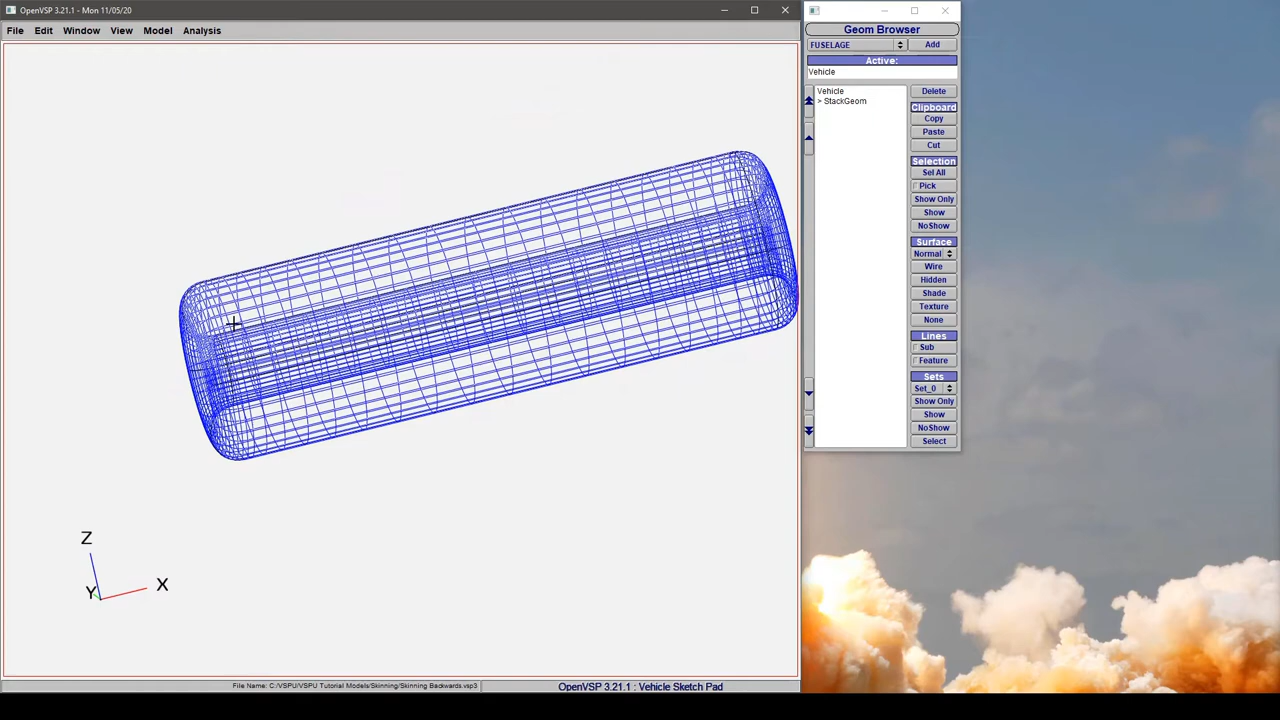 OpenVSP 3.21.1 - Mon 11/05/20
File Edit Window View Model Analysis
Z
Y
X
File Name: C:/VSPU/VSPU Tutorial Models/Skinning/Skinning Backwards.vsp3
OpenVSP 3.21.1 : Vehicle Sketch Pad
Geom Browser
FUSELAGE
Add
Active:
Vehicle
Vehicle
> StackGeom
Delete
Clipboard
Copy
Paste
Cut
Selection
Sel All
Pick
Show Only
Show
NoShow
Surface
Normal
Wire
Hidden
Shade
Texture
None
Lines
Sub
Feature
Sets
Set_0
Show Only
Show
NoShow
Select